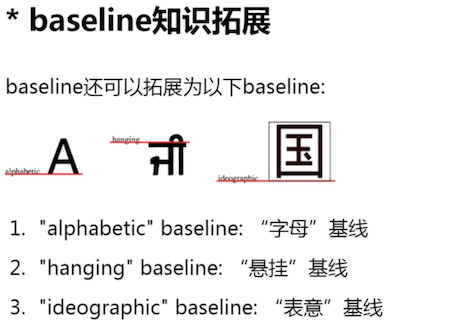 * baseline知识拓展
baseline还可以拓展为以下baseline:
alphabetic A hanging जी ideographic 国
1. "alphabetic" baseline: “字母”基线
2. "hanging" baseline: “悬挂”基线
3. "ideographic" baseline: “表意”基线